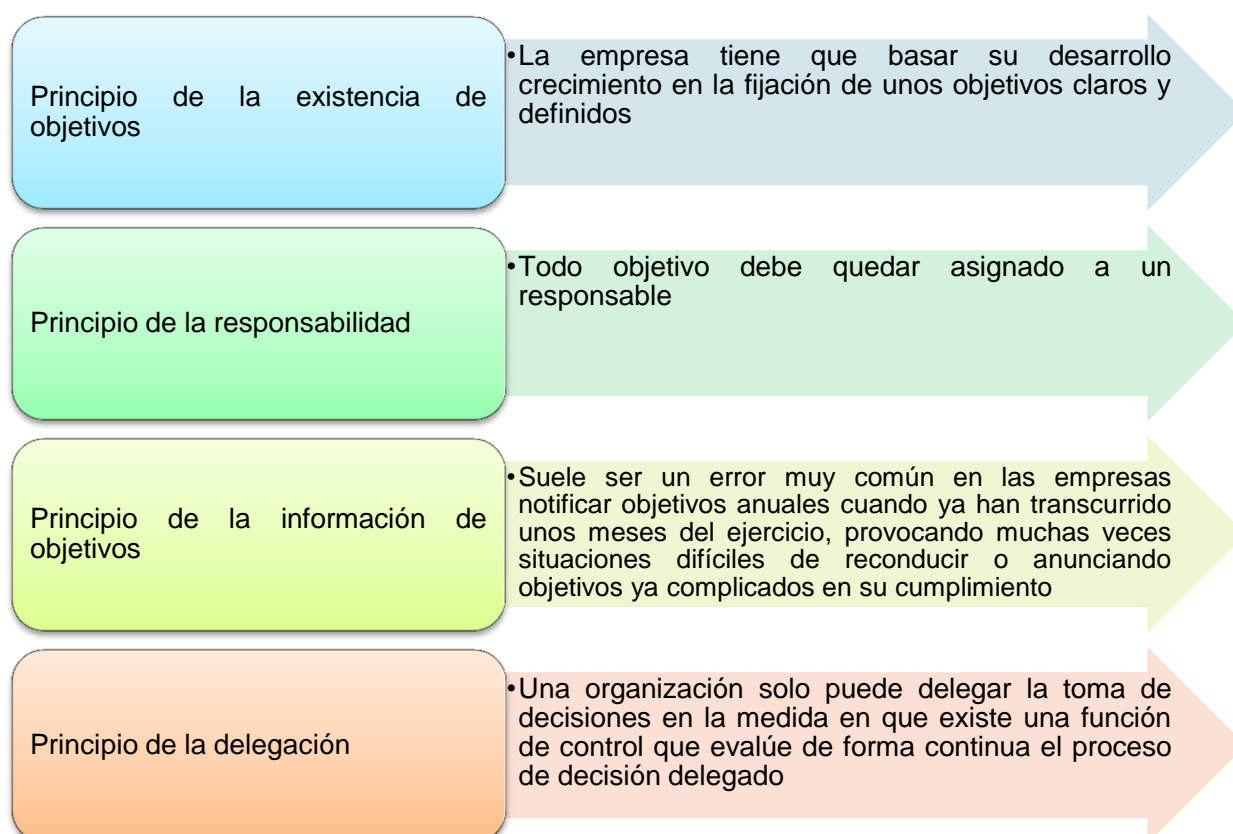 Principio de la existencia de
objetivos
•La empresa tiene que basar su desarrollo
crecimiento en la fijación de unos objetivos claros y
definidos
Principio de la responsabilidad
•Todo objetivo debe quedar asignado a un
responsable
Principio de la información de
objetivos
•Suele ser un error muy común en las empresas
notificar objetivos anuales cuando ya han transcurrido
unos meses del ejercicio, provocando muchas veces
situaciones difíciles de reconducir o anunciando
objetivos ya complicados en su cumplimiento
Principio de la delegación
•Una organización solo puede delegar la toma de
decisiones en la medida en que existe una función
de control que evalúe de forma continua el proceso
de decisión delegado